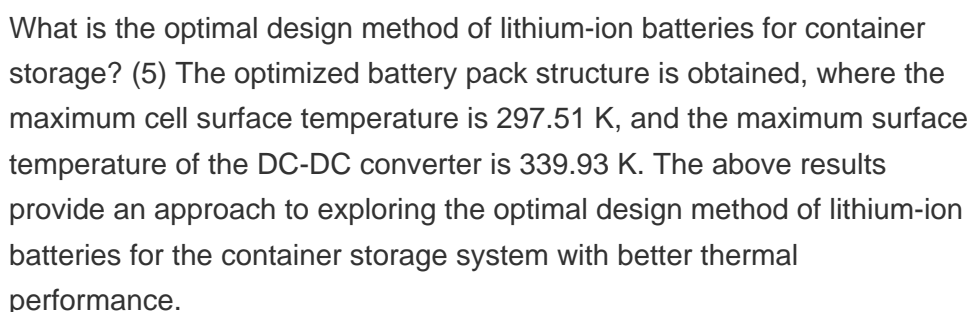 What is the optimal design method of lithium-ion batteries for container
storage? (5) The optimized battery pack structure is obtained, where the
maximum cell surface temperature is 297.51 K, and the maximum surface
temperature of the DC-DC converter is 339.93 K. The above results
provide an approach to exploring the optimal design method of lithium-ion
batteries for the container storage system with better thermal
performance.